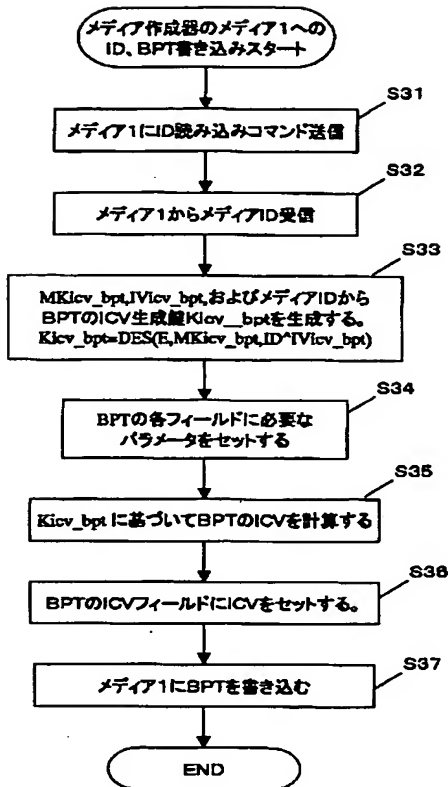 メディア作成器のメディア1への
ID、BPT書き込みスタート
S31
メディア1にID読み込みコマンド送信
S32
メディア1からメディアID受信
S33
MKicv_bpt,IVicv_bpt,およびメディアIDから
BPTのICV生成鍵Kicv__bptを生成する。
Kicv_bpt=DES(E,MKicv_bpt,ID^IVicv_bpt)
S34
BPTの各フィールドに必要な
パラメータをセットする
S35
Kicv_bpt に基づいてBPTのICVを計算する
S36
BPTのICVフィールドにICVをセットする。
S37
メディア1にBPTを書き込む
END